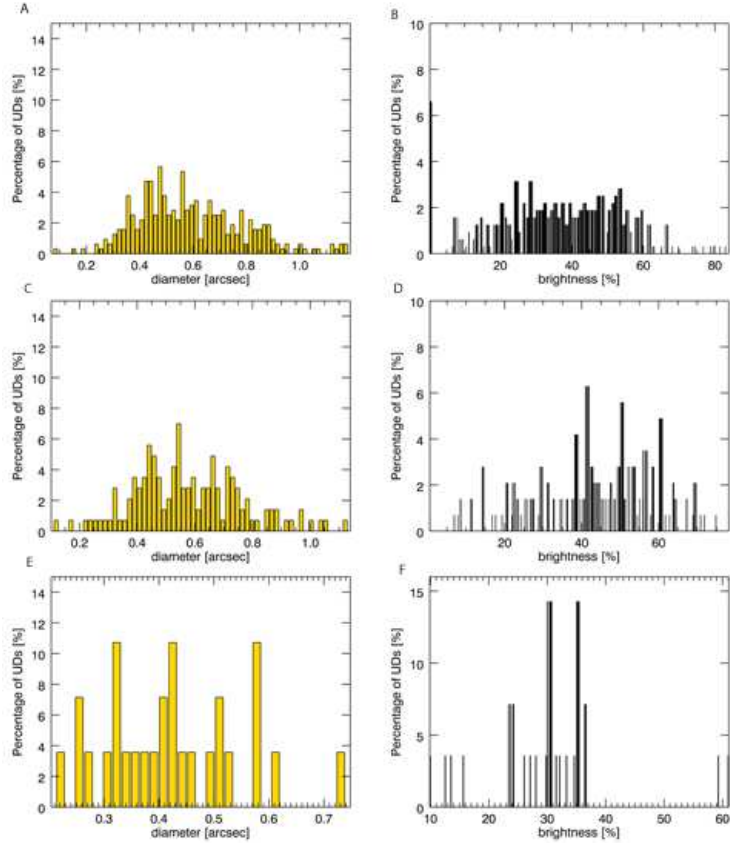 A
14
12
10
8
6
4
2
0
Percentage of UDs [%]
0.2 0.4 0.6 0.8 1.0
diameter [arcsec]
B
10
8
6
4
2
0
Percentage of UDs [%]
20 40 60 80
brightness [%]
C
14
12
10
8
6
4
2
0
Percentage of UDs [%]
0.2 0.4 0.6 0.8 1.0
diameter [arcsec]
D
10
8
6
4
2
0
Percentage of UDs [%]
20 40 60
brightness [%]
E
14
12
10
8
6
4
2
0
Percentage of UDs [%]
0.3 0.4 0.5 0.6 0.7
diameter [arcsec]
F
15
10
5
0
Percentage of UDs [%]
10 20 30 40 50 60
brightness [%]